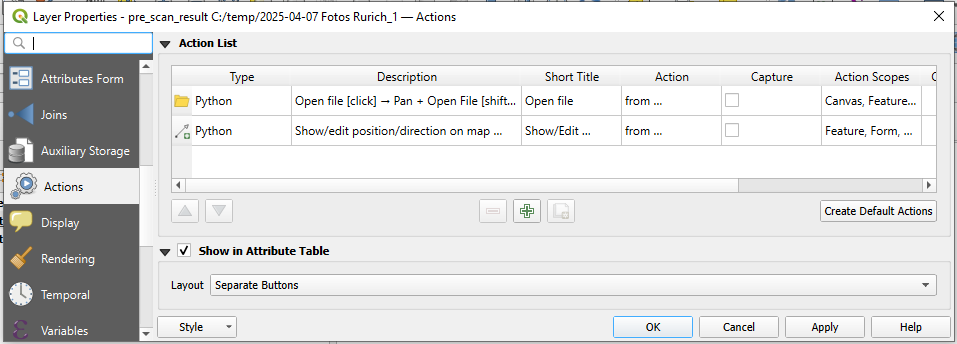 Layer Properties - pre_scan_result C:/temp/2025-04-07 Fotos Rurich_1 — Actions
Action List
Attributes Form
Joins
Auxiliary Storage
Actions
Display
Rendering
Temporal
Variables
Type Description Short Title Action Capture Action Scopes
Python Open file [click] → Pan + Open File [shift... Open file from ... Canvas, Feature...
Python Show/edit position/direction on map ... Show/Edit ... from ... Feature, Form, ...
Create Default Actions
Show in Attribute Table
Layout Separate Buttons
Style OK Cancel Apply Help